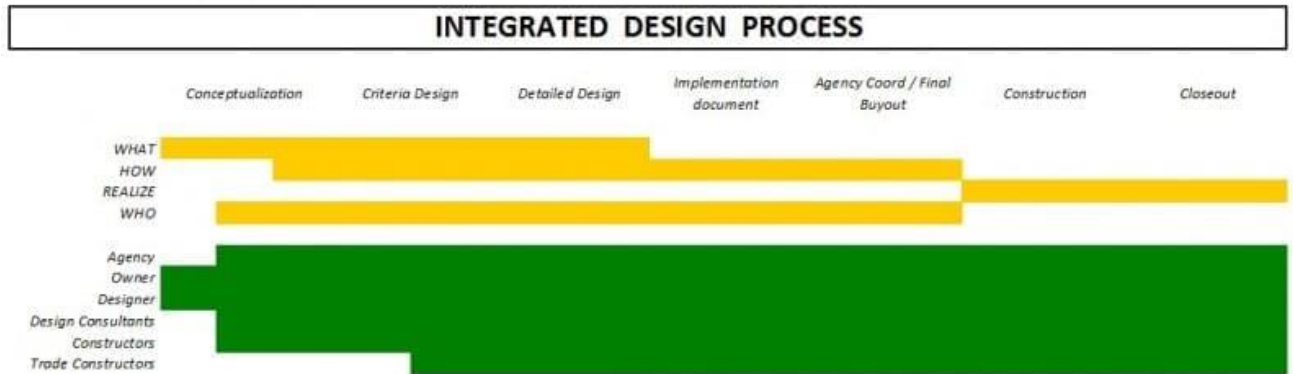 INTEGRATED DESIGN PROCESS
Conceptualization
Criteria Design
Detailed Design
Implementation
document
Agency Coord / Final
Buyout
Construction
Closeout
WHAT
HOW
REALIZE
WHO
Agency
Owner
Designer
Design Consultants
Constructors
Trade Constructors